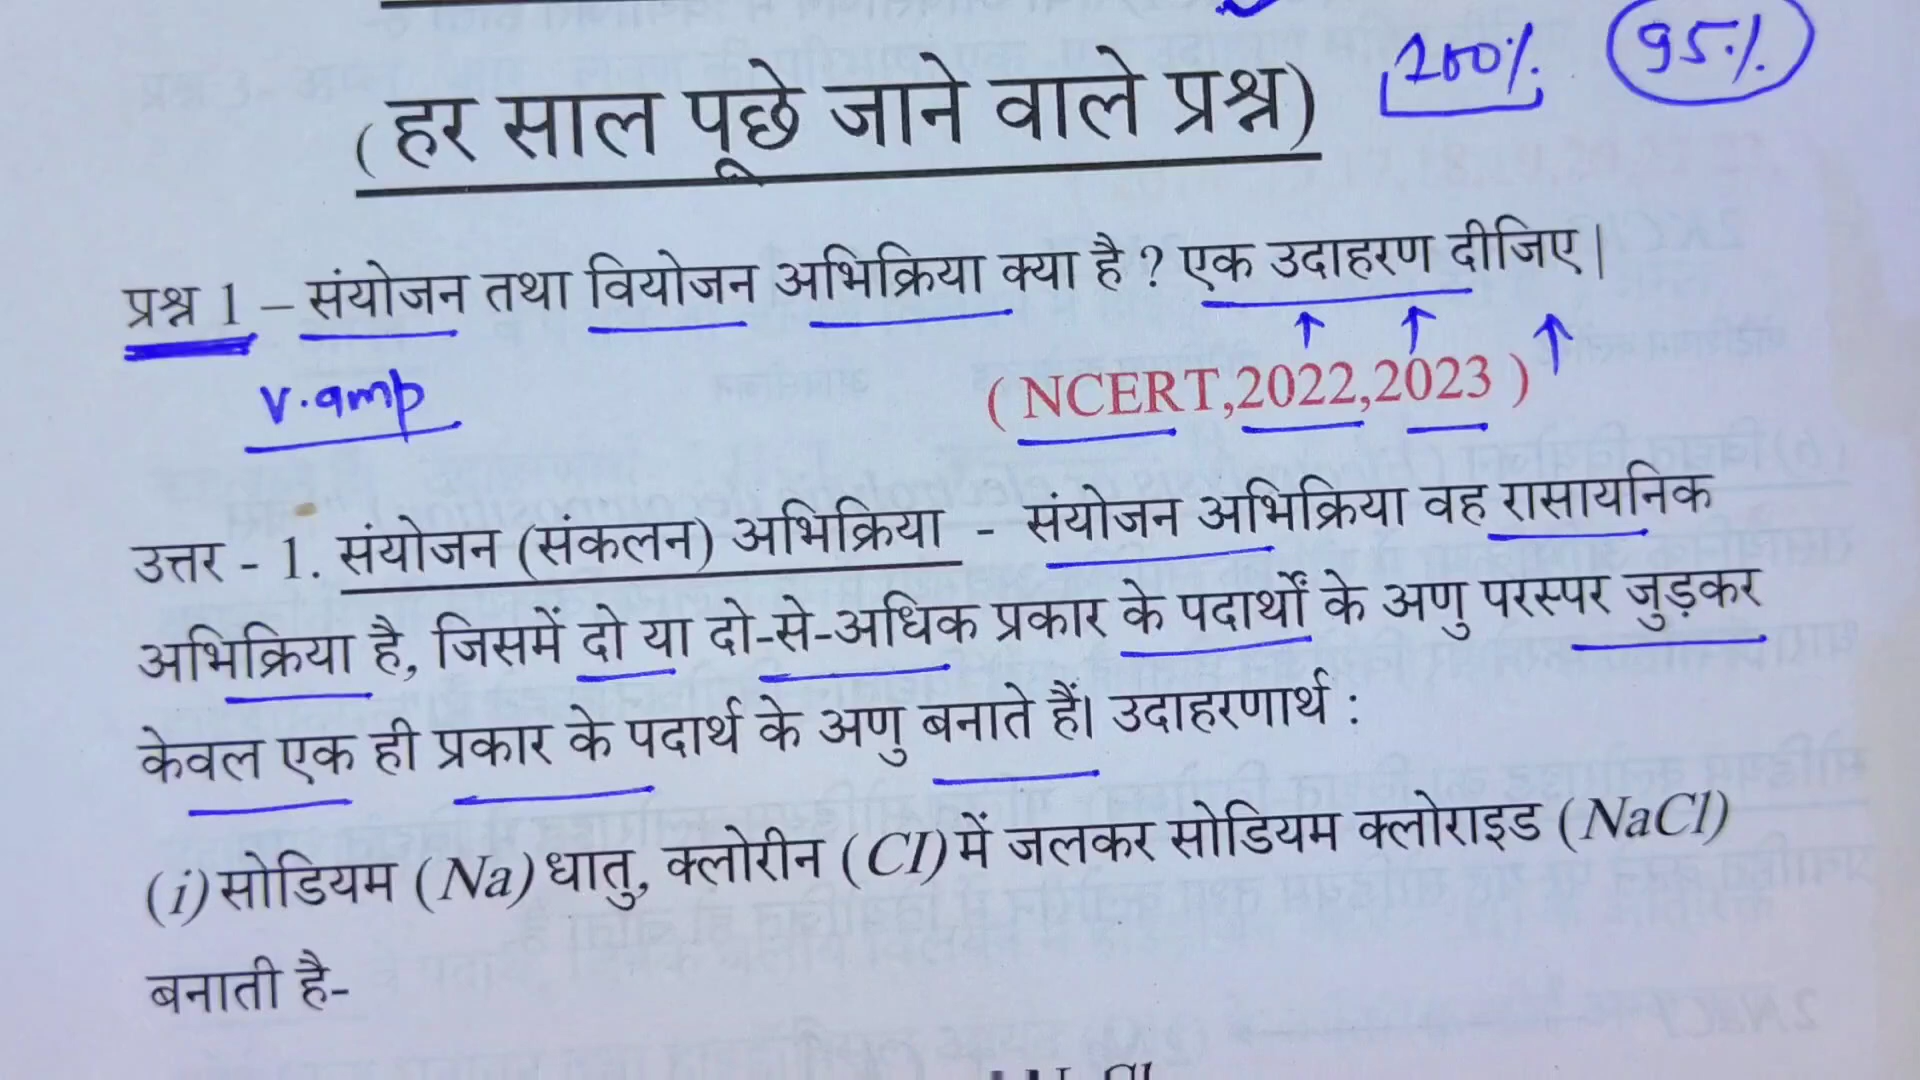 200% 95%
(हर साल पूछे जाने वाले प्रश्न)
प्रश्न 1 – संयोजन तथा वियोजन अभिक्रिया क्या है ? एक उदाहरण दीजिए |
v.amp
( NCERT,2022,2023 )
उत्तर - 1. संयोजन (संकलन) अभिक्रिया - संयोजन अभिक्रिया वह रासायनिक
अभिक्रिया है, जिसमें दो या दो-से-अधिक प्रकार के पदार्थों के अणु परस्पर जुड़कर
केवल एक ही प्रकार के पदार्थ के अणु बनाते हैं। उदाहरणार्थ :
(i) सोडियम (Na) धातु, क्लोरीन (Cl) में जलकर सोडियम क्लोराइड (NaCl)
बनाती है-